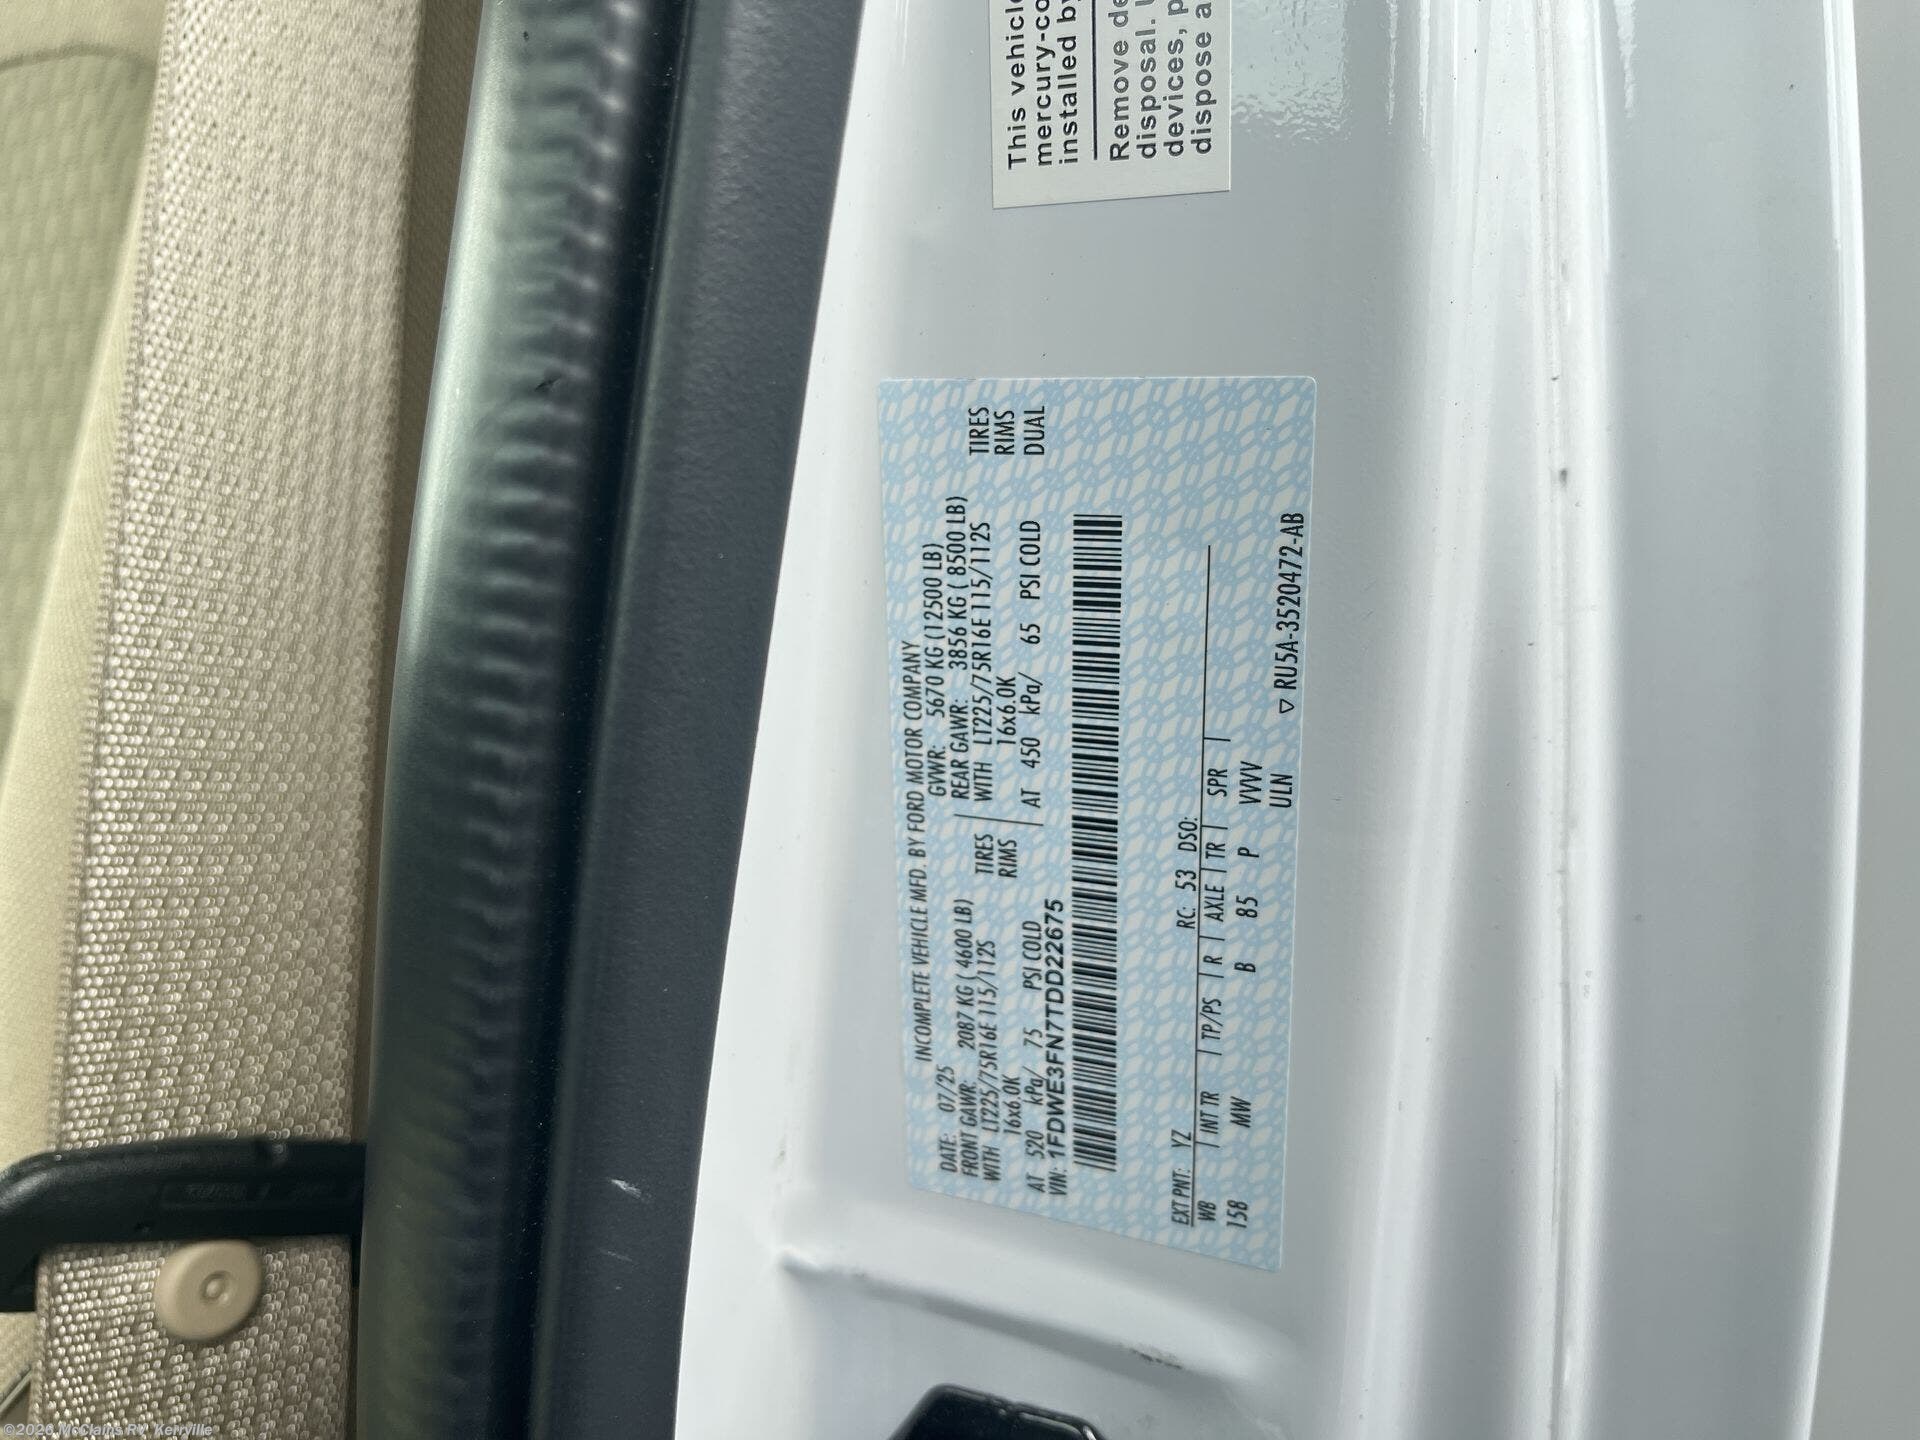 This vehicle
mercury-co
installed by
Remove de
disposal.
devices, p
dispose a
INCOMPLETE VEHICLE MFD. BY FORD MOTOR COMPANY
DATE: 07/25 GVWR: 5670 KG (12500 LB)
FRONT GAWR: 2087 KG ( 4600 LB) REAR GAWR: 3856 KG ( 8500 LB)
WITH LT225/75R16E 115/112S TIRES WITH LT225/75R16E 115/112S TIRES
16x6.0K RIMS 16x6.0K RIMS
AT 520 kPa/ 75 PSI COLD AT 450 kPa/ 65 PSI COLD DUAL
VIN: 1FDWE3FN7TDD22675
EXT PNT: YZ RC: 53 DSO:
WB INT TR TP/PS R AXLE TR SPR
158 MW B 85 P VVVV
ULN
▽ RU5A-3520472-AB
©2026 McClains RV Kerrville